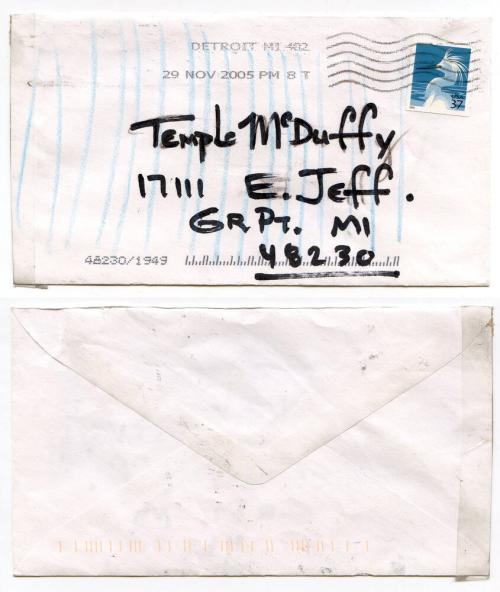 DETROIT MI 482
29 NOV 2005 PM 8 T
USA
37
Temple McDuffy
17111 E. Jeff.
GR Pt. MI
48230
48230/1949